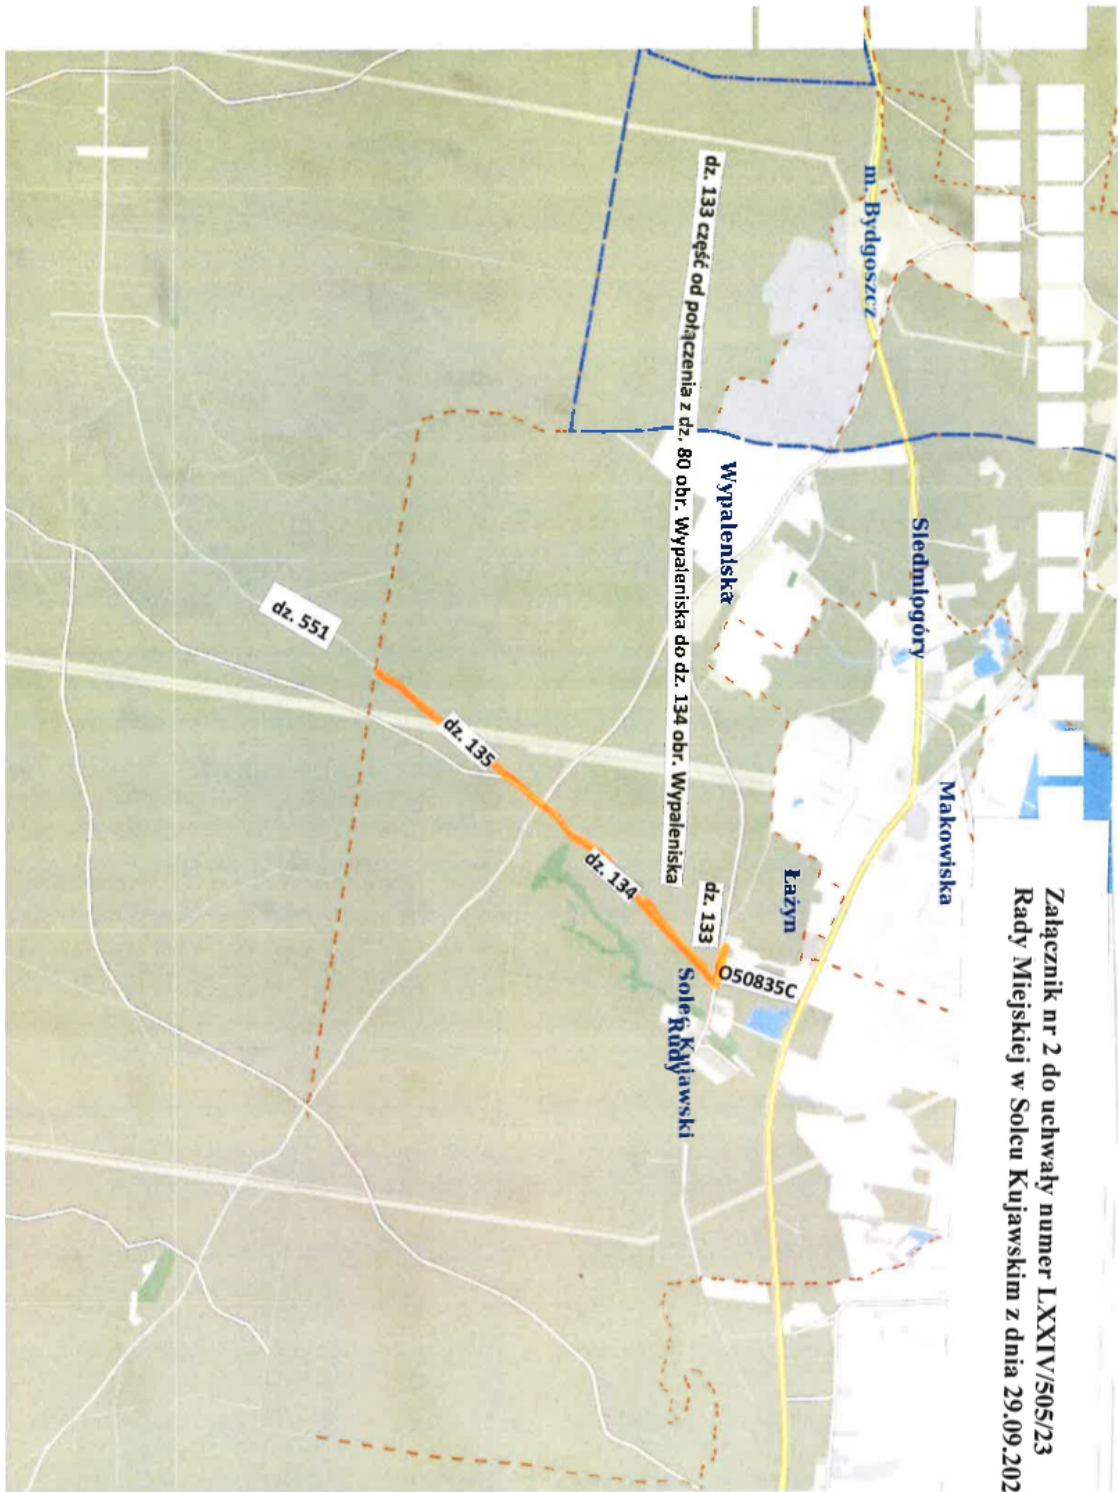 Załącznik nr 2 do uchwały numer LXXIV/505/23
Rady Miejskiej w Solcu Kujawskim z dnia 29.09.202
m. Bydgoszcz
Siedmiogóry
Makowiska
Wypaleniska
Łażyn
dz. 133 część od połączenia z dz. 80 obr. Wypaleniska do dz. 134 obr. Wypaleniska
dz. 133
O50835C
Solec Kujawski
Rudy
dz. 134
dz. 135
dz. 551